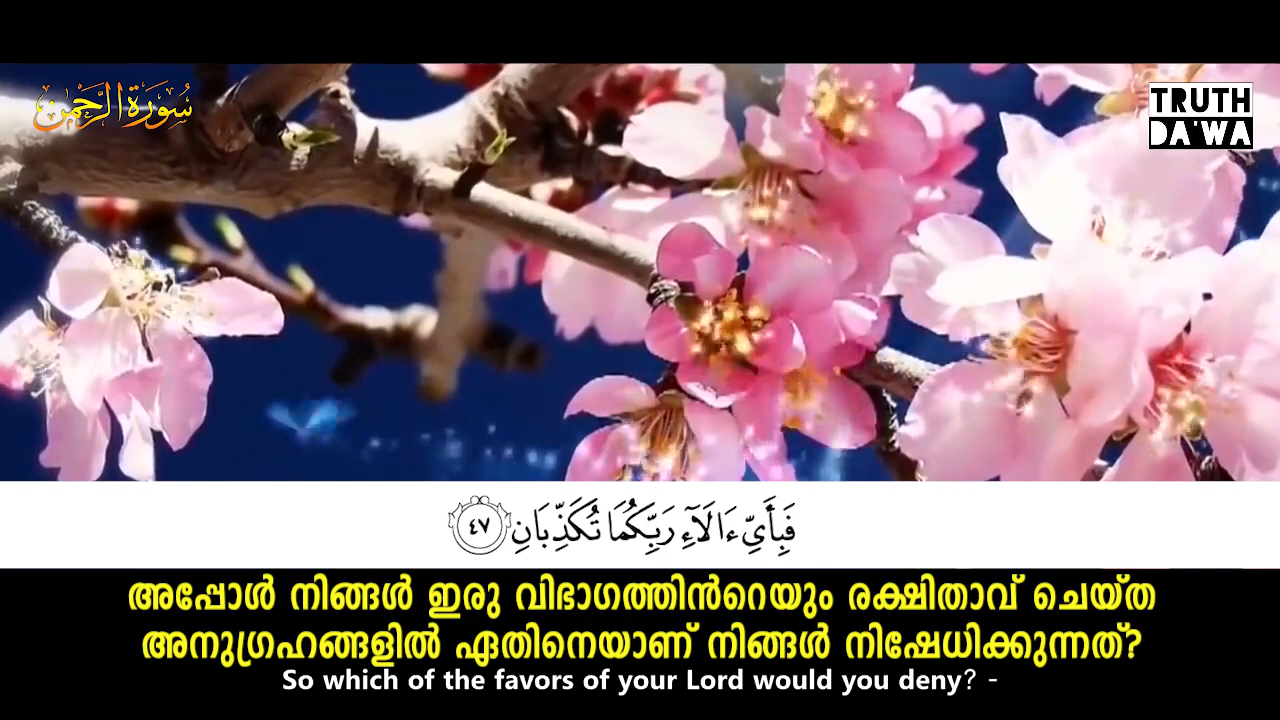 سُورَةُ الرَّحْمٰن
TRUTH
DA'WA
فَبِأَيِّ ءَالَآءِ رَبِّكُمَا تُكَذِّبَانِ ٤٧
അപ്പോൾ നിങ്ങൾ ഇരു വിഭാഗത്തിൻറെയും രക്ഷിതാവ് ചെയ്ത
അനുഗ്രഹങ്ങളിൽ ഏതിനെയാണ് നിങ്ങൾ നിഷേധിക്കുന്നത്?
So which of the favors of your Lord would you deny? -